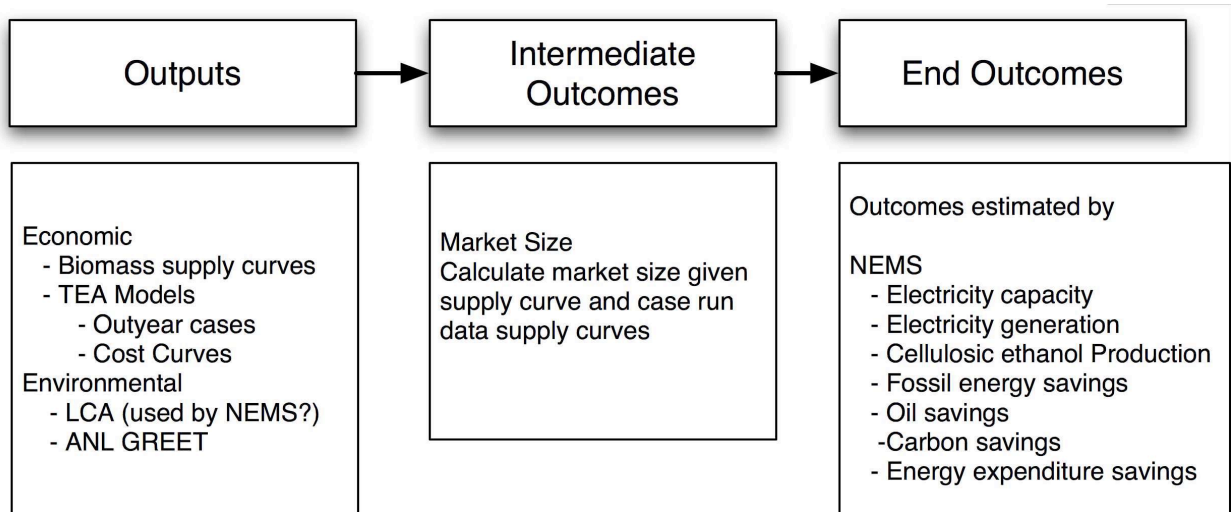 Outputs
Intermediate
Outcomes
End Outcomes
Economic
- Biomass supply curves
- TEA Models
- Outyear cases
- Cost Curves
Environmental
- LCA (used by NEMS?)
- ANL GREET
Market Size
Calculate market size given
supply curve and case run
data supply curves
Outcomes estimated by
NEMS
- Electricity capacity
- Electricity generation
- Cellulosic ethanol Production
- Fossil energy savings
- Oil savings
-Carbon savings
- Energy expenditure savings